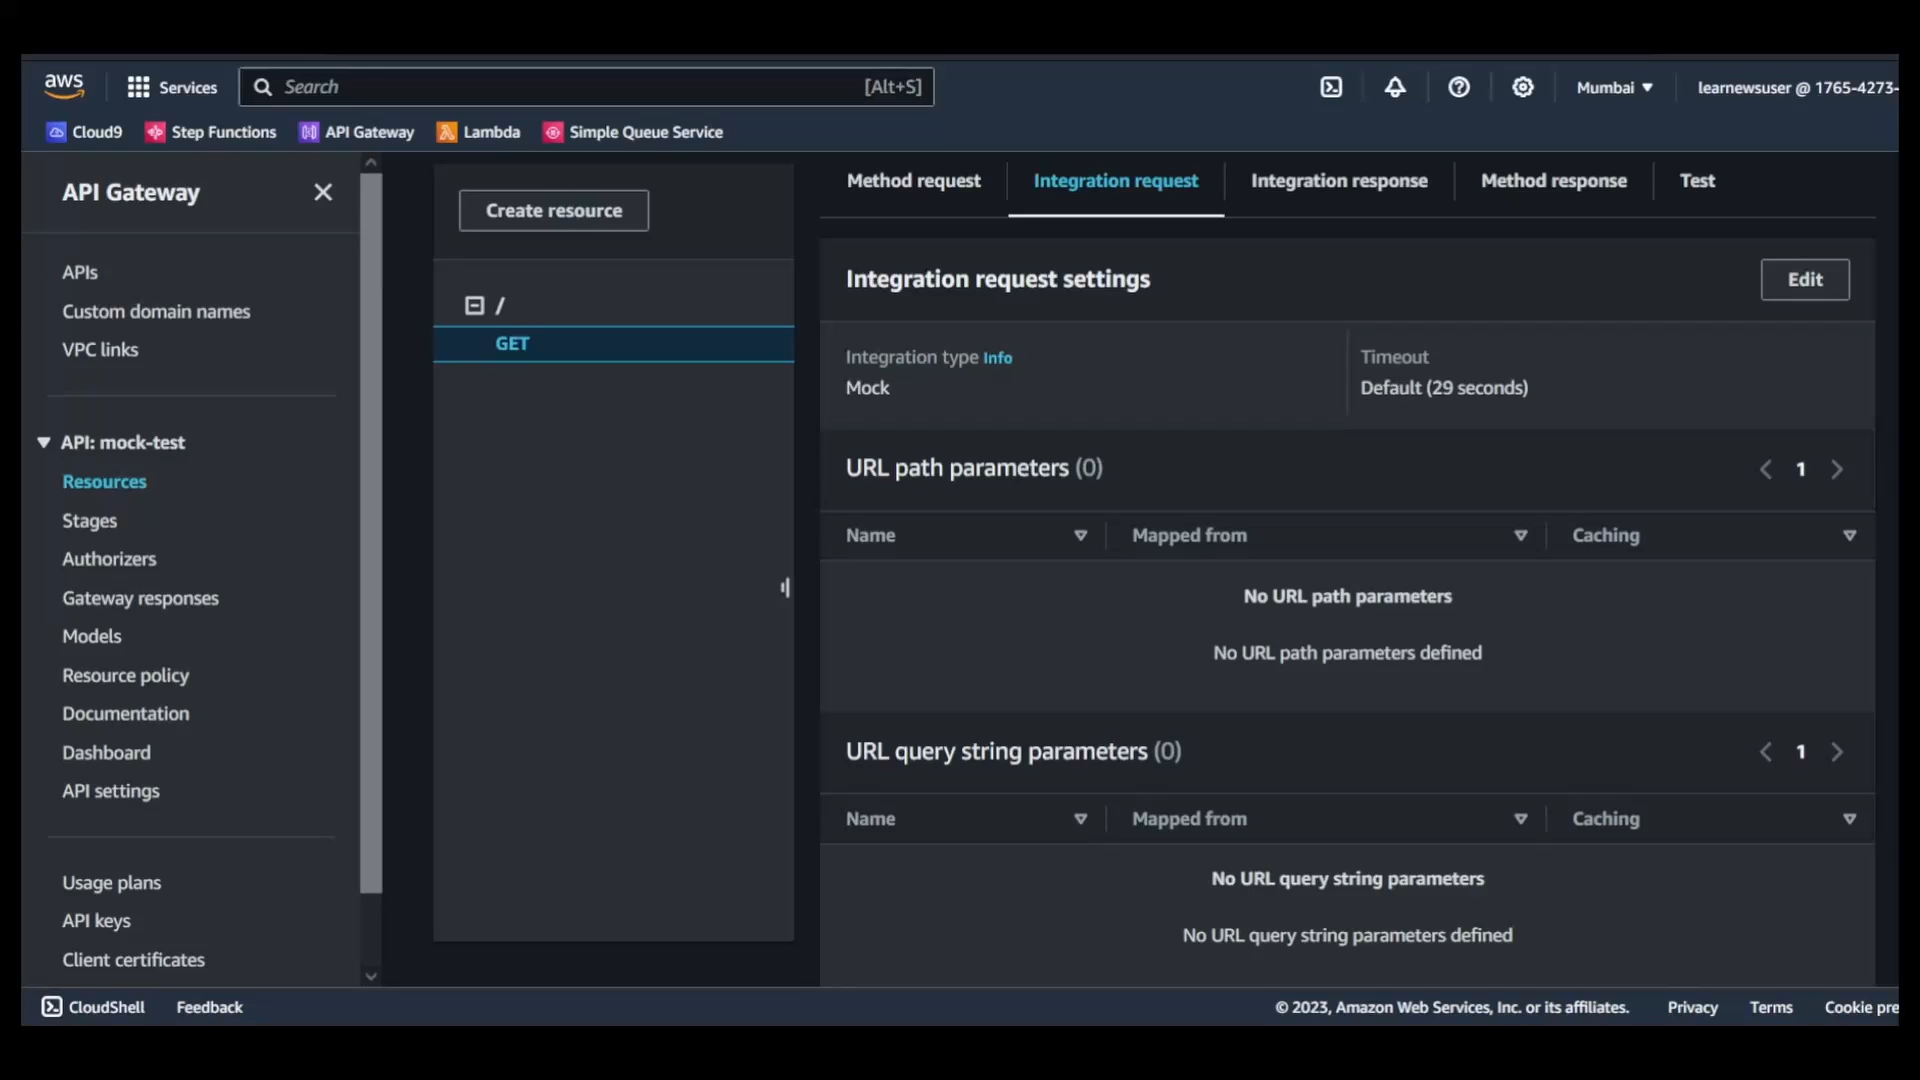 aws
Services
Search
[Alt+S]
Mumbai
learnewsuser @ 1765-4273-
Cloud9
Step Functions
API Gateway
Lambda
Simple Queue Service
API Gateway
APIs
Custom domain names
VPC links
API: mock-test
Resources
Stages
Authorizers
Gateway responses
Models
Resource policy
Documentation
Dashboard
API settings
Usage plans
API keys
Client certificates
Create resource
/
GET
Method request
Integration request
Integration response
Method response
Test
Integration request settings
Edit
Integration type Info
Mock
Timeout
Default (29 seconds)
URL path parameters (0)
1
Name
Mapped from
Caching
No URL path parameters
No URL path parameters defined
URL query string parameters (0)
1
Name
Mapped from
Caching
No URL query string parameters
No URL query string parameters defined
CloudShell
Feedback
© 2023, Amazon Web Services, Inc. or its affiliates.
Privacy
Terms
Cookie pre